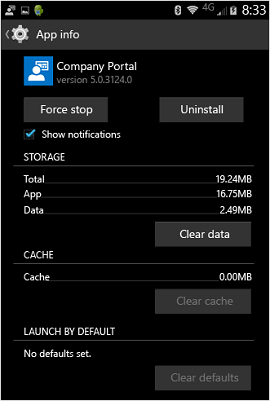 4G 8:33
App info
Company Portal
version 5.0.3124.0
Force stop Uninstall
Show notifications
STORAGE
Total 19.24MB
App 16.75MB
Data 2.49MB
Clear data
CACHE
Cache 0.00MB
Clear cache
LAUNCH BY DEFAULT
No defaults set.
Clear defaults